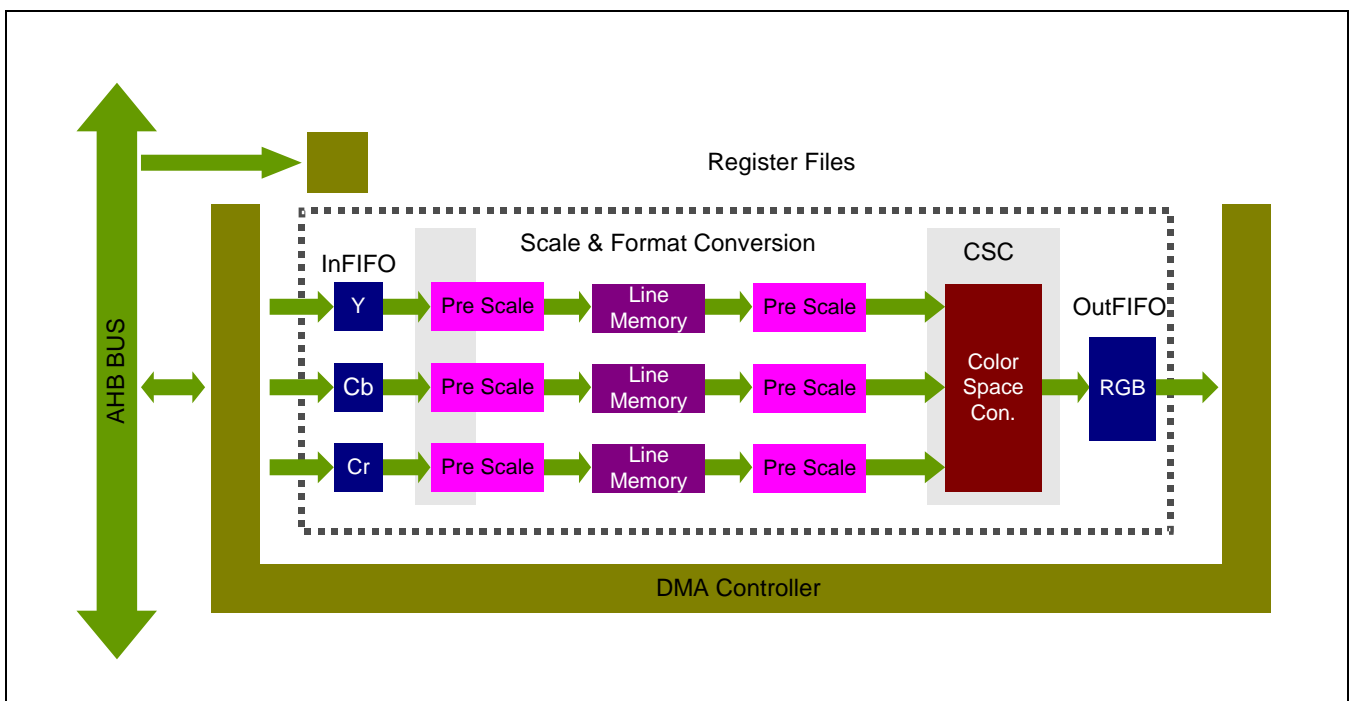 Register Files
Scale & Format Conversion
CSC
InFIFO
OutFIFO
AHB BUS
Y
Pre Scale
Line
Memory
Pre Scale
Cb
Pre Scale
Line
Memory
Pre Scale
Color
Space
Con.
RGB
Cr
Pre Scale
Line
Memory
Pre Scale
DMA Controller